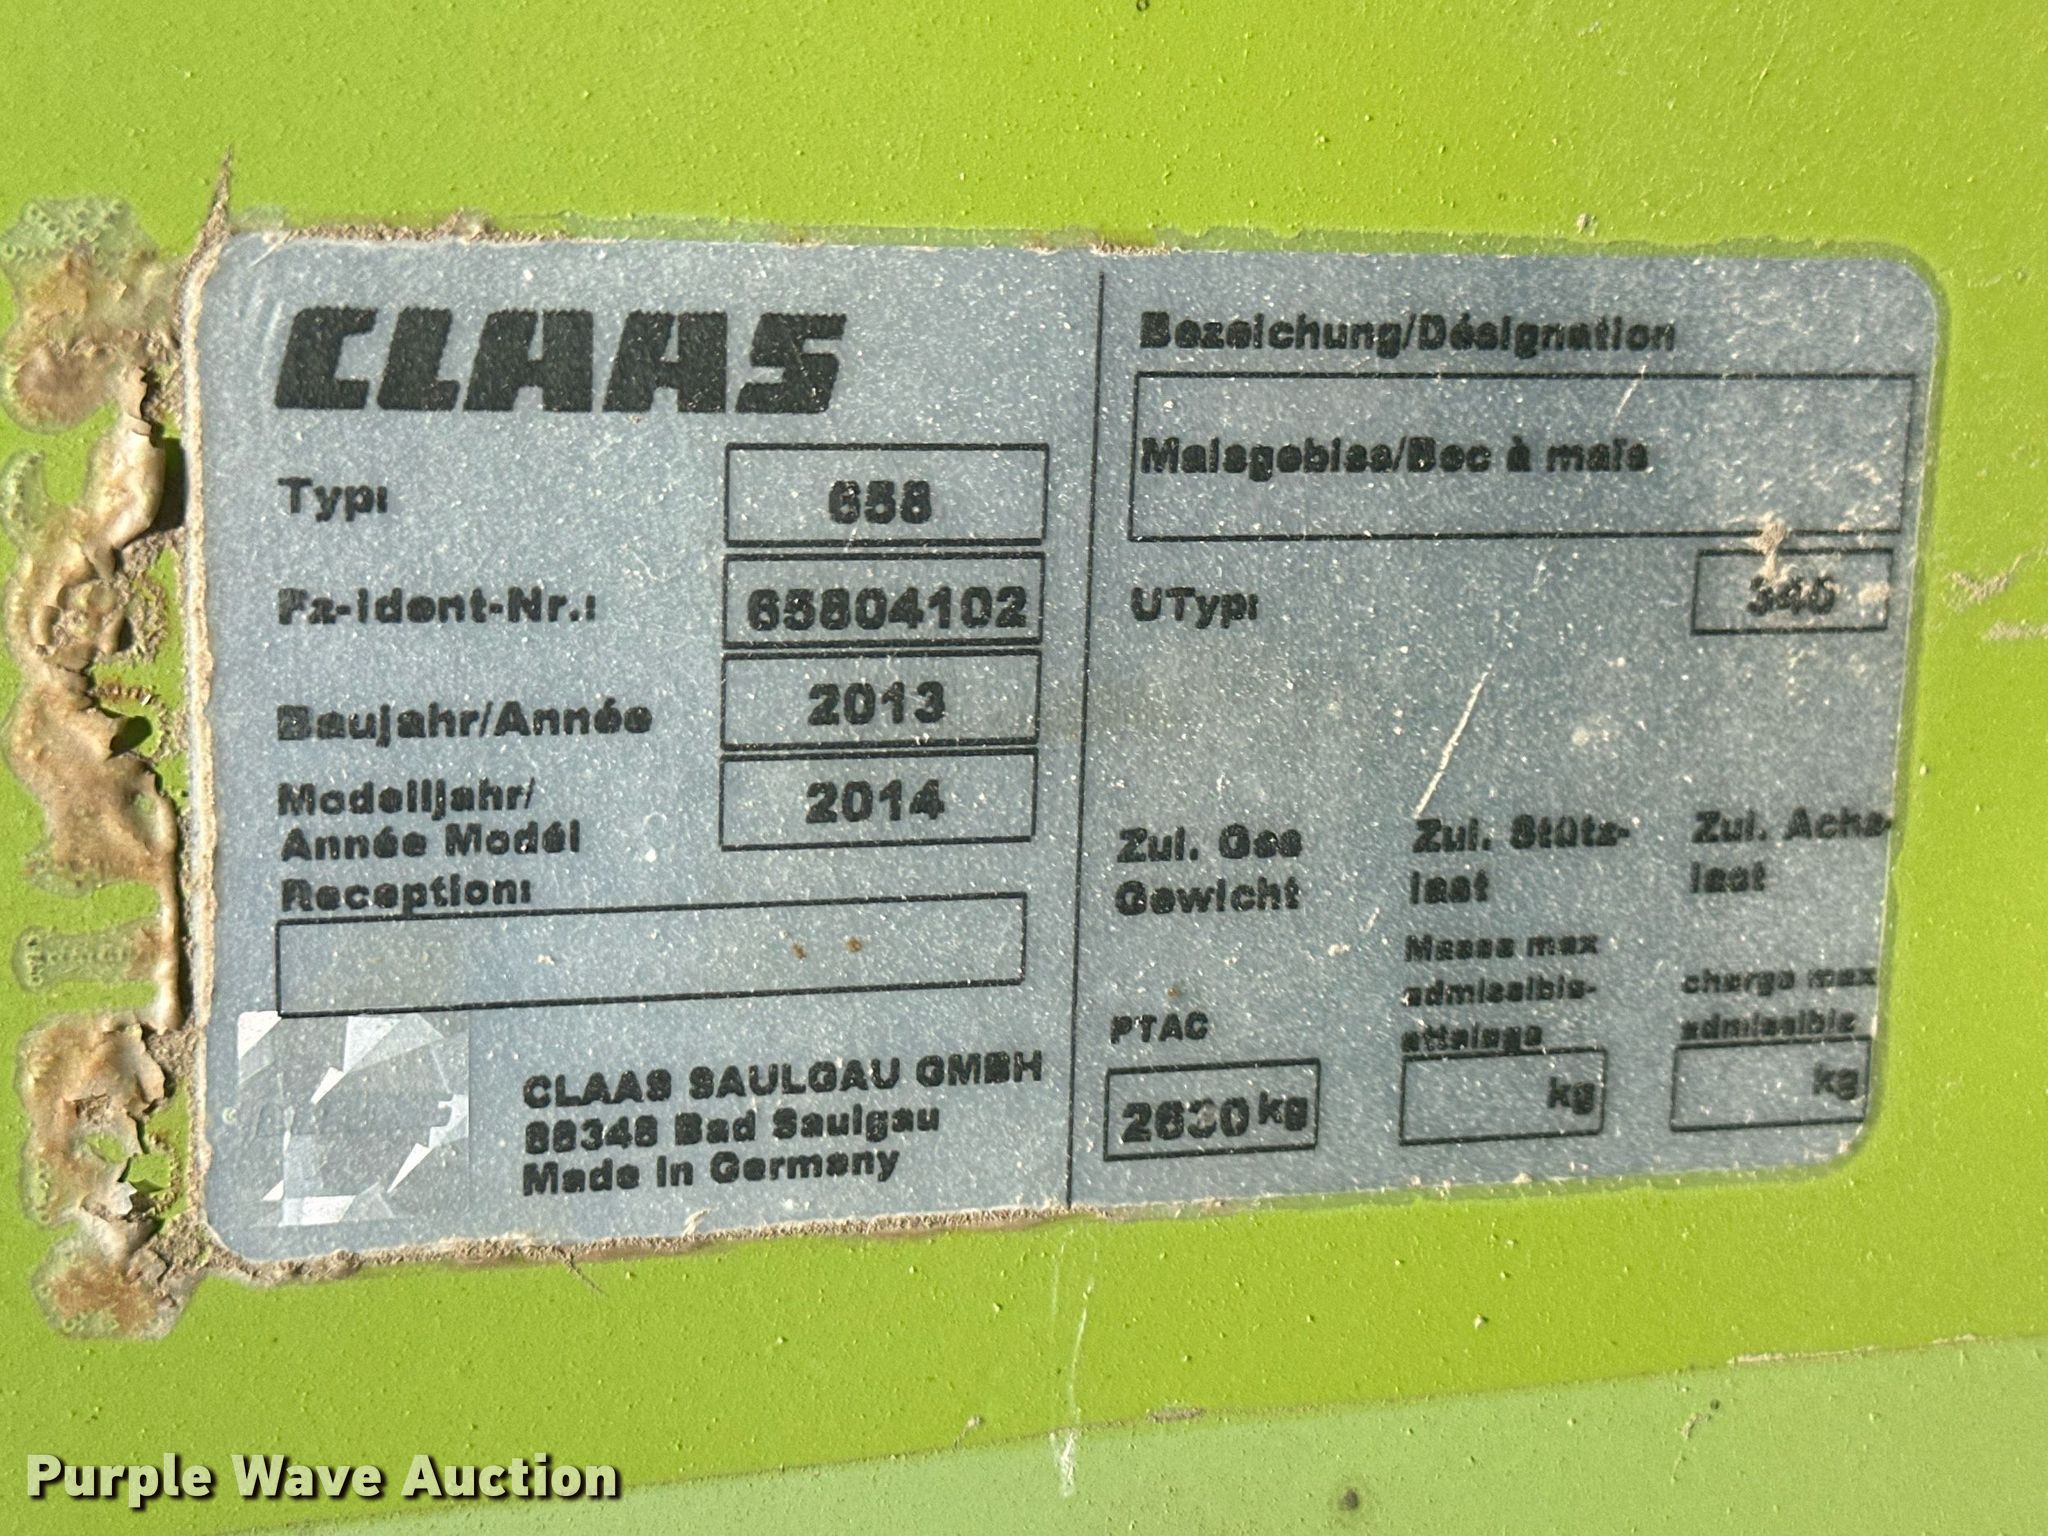 CLAAS
Typ:
658
Fz-Ident-Nr.:
65804102
Baujahr/Année
2013
Modelljahr/
Année Modél
2014
Reception:
CLAAS SAULGAU GMBH
88348 Bad Saulgau
Made in Germany
Bezeichung/Désignation
Maisgebiss/Bec à maïs
UTyp:
Zul. Ges
Gewicht
PTAC
2630 kg
Zul. Stütz-
last
Masse max
admissible-
attelage
kg
Zul. Achs-
last
charge max
admissible
kg
Purple Wave Auction